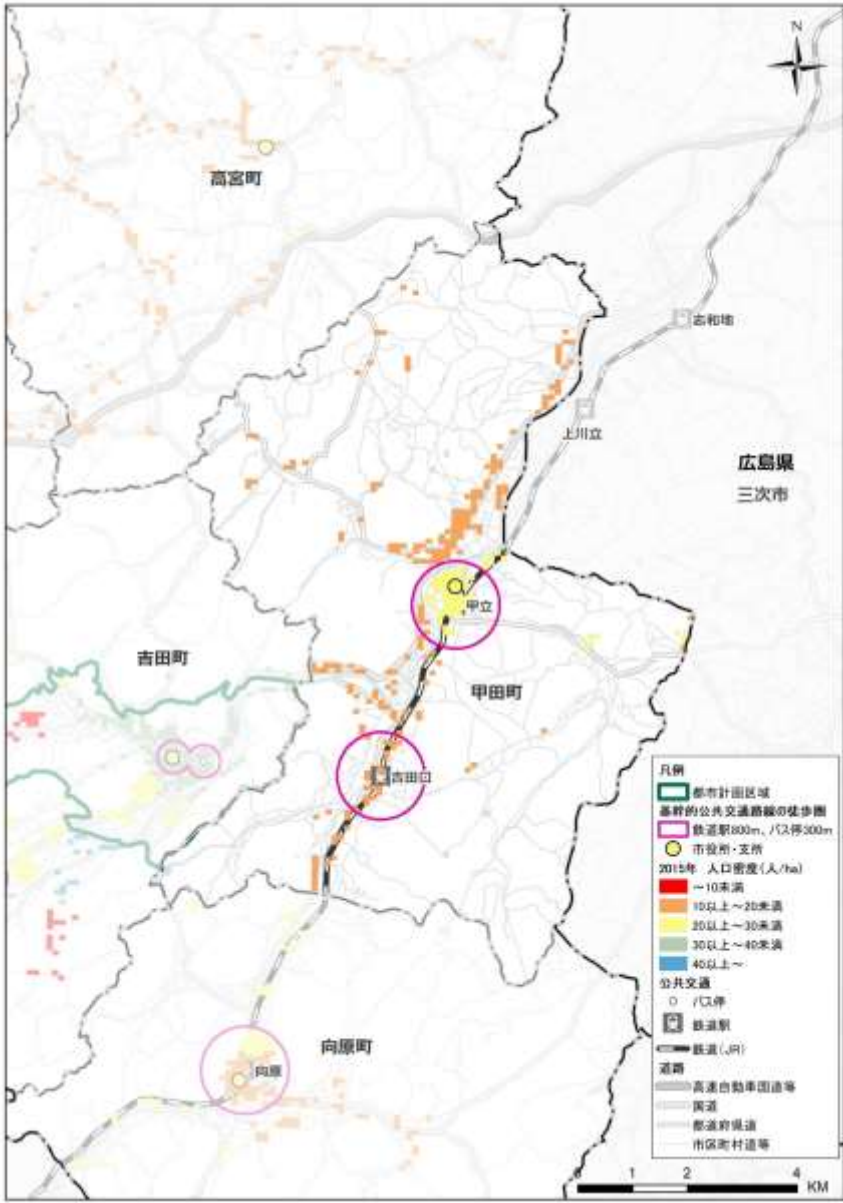 N
高宮町
志和地
上川立
広島県
三次市
甲立
吉田町
甲田町
吉田口
向原町
向原
凡例
都市計画区域
基幹的公共交通路線の徒歩圏
鉄道駅800m、バス停300m
市役所・支所
2015年 人口密度(人/ha)
~10未満
10以上~20未満
20以上~30未満
30以上~40未満
40以上~
公共交通
バス停
鉄道駅
鉄道(JR)
道路
高速自動車国道等
国道
都道府県道
市区町村道等
0 1 2 4
KM